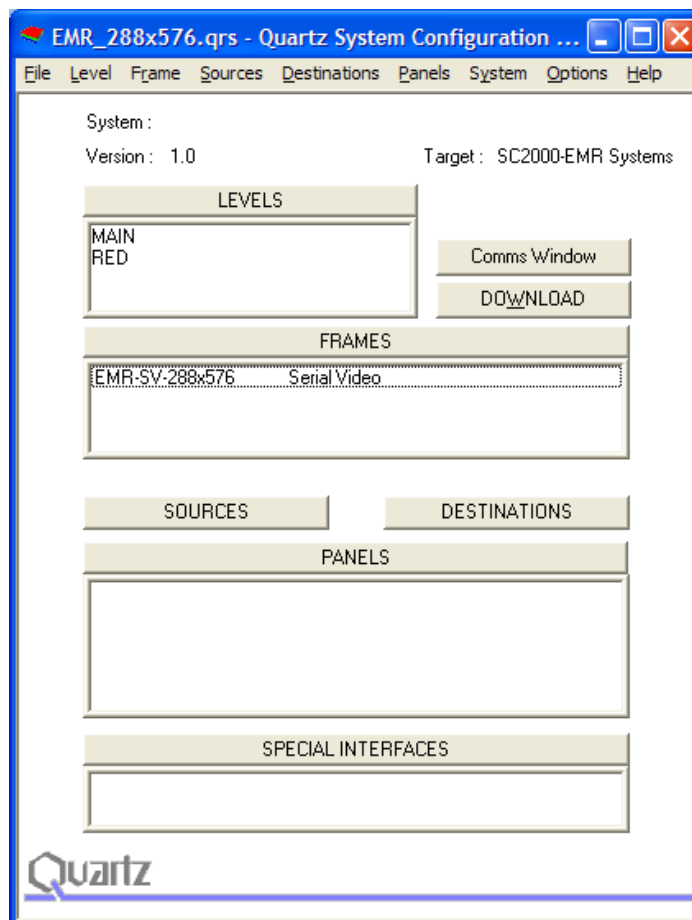 EMR_288x576.qrs - Quartz System Configuration ...
File Level Frame Sources Destinations Panels System Options Help
System :
Version : 1.0 Target : SC2000-EMR Systems
LEVELS
MAIN
RED
Comms Window
DOWNLOAD
FRAMES
EMR-SV-288x576 Serial Video
SOURCES DESTINATIONS
PANELS
SPECIAL INTERFACES
Quartz